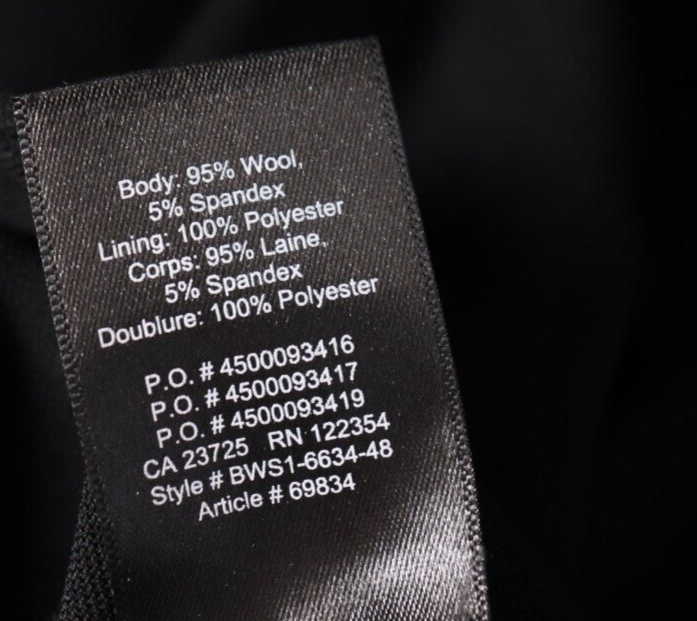 Body: 95% Wool,
5% Spandex
Lining: 100% Polyester
Corps: 95% Laine,
5% Spandex
Doublure: 100% Polyester
P.O. # 4500093416
P.O. # 4500093417
P.O. # 4500093419
CA 23725 RN 122354
Style # BWS1-6634-48
Article # 69834